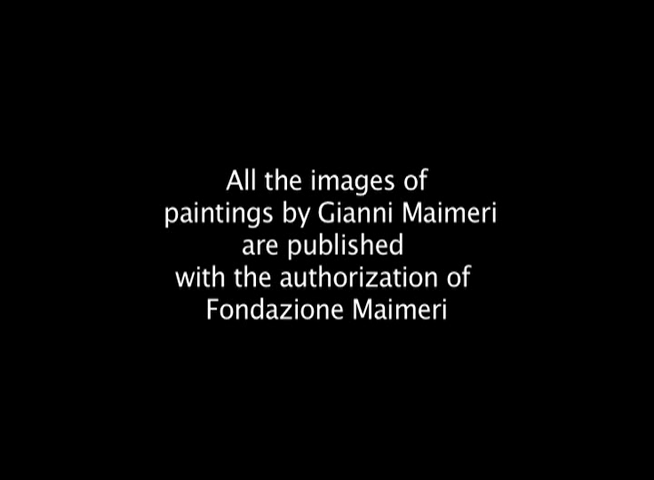 All the images of
paintings by Gianni Maimeri
are published
with the authorization of
Fondazione Maimeri